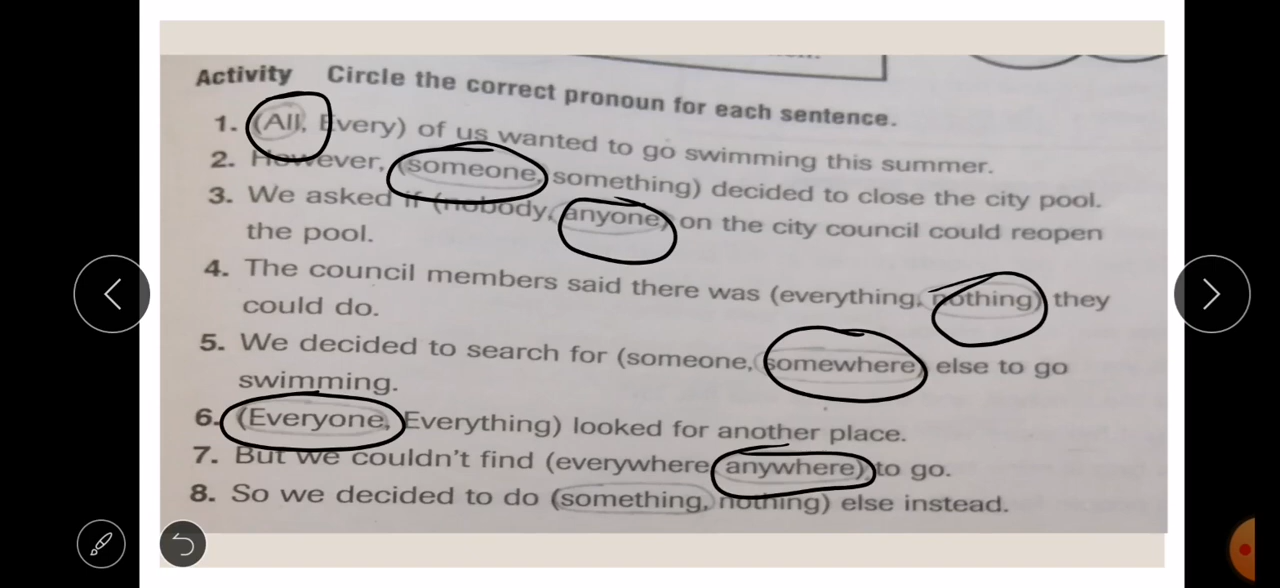 Activity Circle the correct pronoun for each sentence.
1. (All, Every) of us wanted to go swimming this summer.
2. However, (someone, something) decided to close the city pool.
3. We asked if (nobody, anyone) on the city council could reopen
the pool.
4. The council members said there was (everything, nothing) they
could do.
5. We decided to search for (someone, somewhere) else to go
swimming.
6. (Everyone, Everything) looked for another place.
7. But we couldn't find (everywhere, anywhere) to go.
8. So we decided to do (something, nothing) else instead.